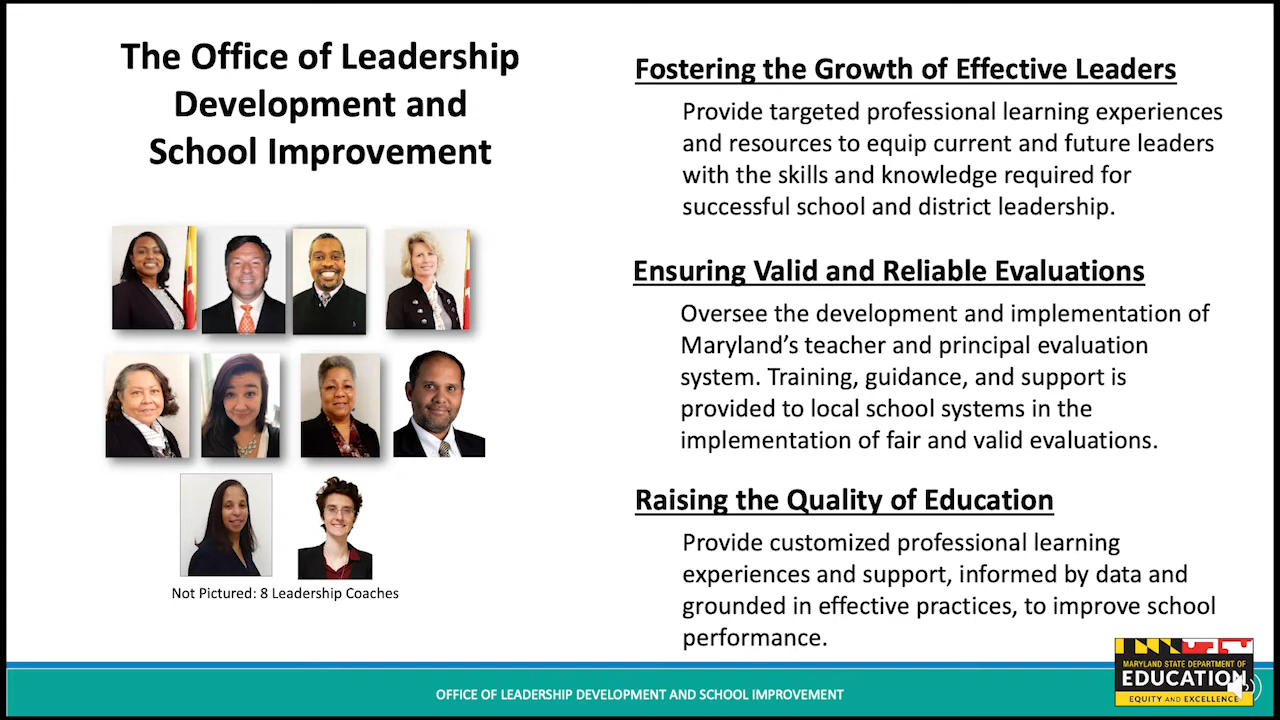 The Office of Leadership
Development and
School Improvement
Not Pictured: 8 Leadership Coaches
Fostering the Growth of Effective Leaders
Provide targeted professional learning experiences
and resources to equip current and future leaders
with the skills and knowledge required for
successful school and district leadership.
Ensuring Valid and Reliable Evaluations
Oversee the development and implementation of
Maryland’s teacher and principal evaluation
system. Training, guidance, and support is
provided to local school systems in the
implementation of fair and valid evaluations.
Raising the Quality of Education
Provide customized professional learning
experiences and support, informed by data and
grounded in effective practices, to improve school
performance.
OFFICE OF LEADERSHIP DEVELOPMENT AND SCHOOL IMPROVEMENT
MARYLAND STATE DEPARTMENT OF
EDUCATION
EQUITY AND EXCELLENCE